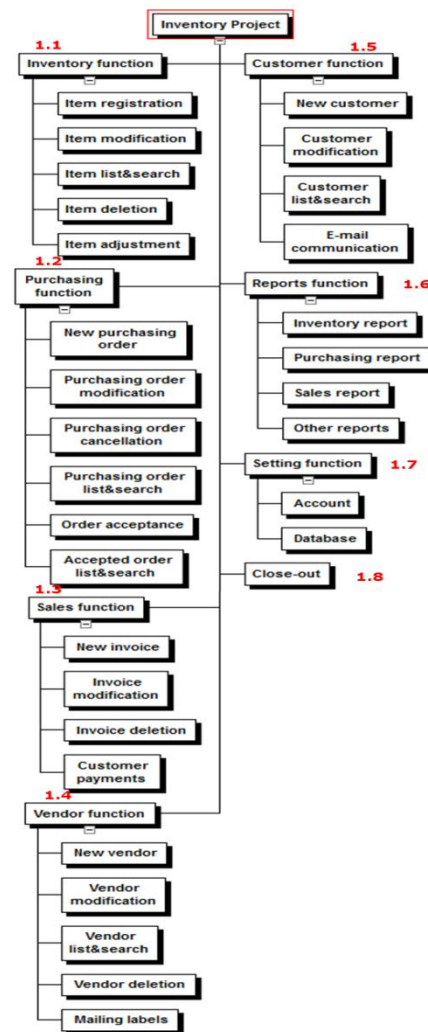 Inventory Project
1.1
Inventory function
Item registration
Item modification
Item list&search
Item deletion
Item adjustment
1.2
Purchasing
function
New purchasing
order
Purchasing order
modification
Purchasing order
cancellation
Purchasing order
list&search
Order acceptance
Accepted order
list&search
1.3
Sales function
New invoice
Invoice
modification
Invoice deletion
Customer
payments
1.4
Vendor function
New vendor
Vendor
modification
Vendor
list&search
Vendor deletion
Mailing labels
1.5
Customer function
New customer
Customer
modification
Customer
list&search
E-mail
communication
Reports function
1.6
Inventory report
Purchasing report
Sales report
Other reports
Setting function
1.7
Account
Database
Close-out
1.8